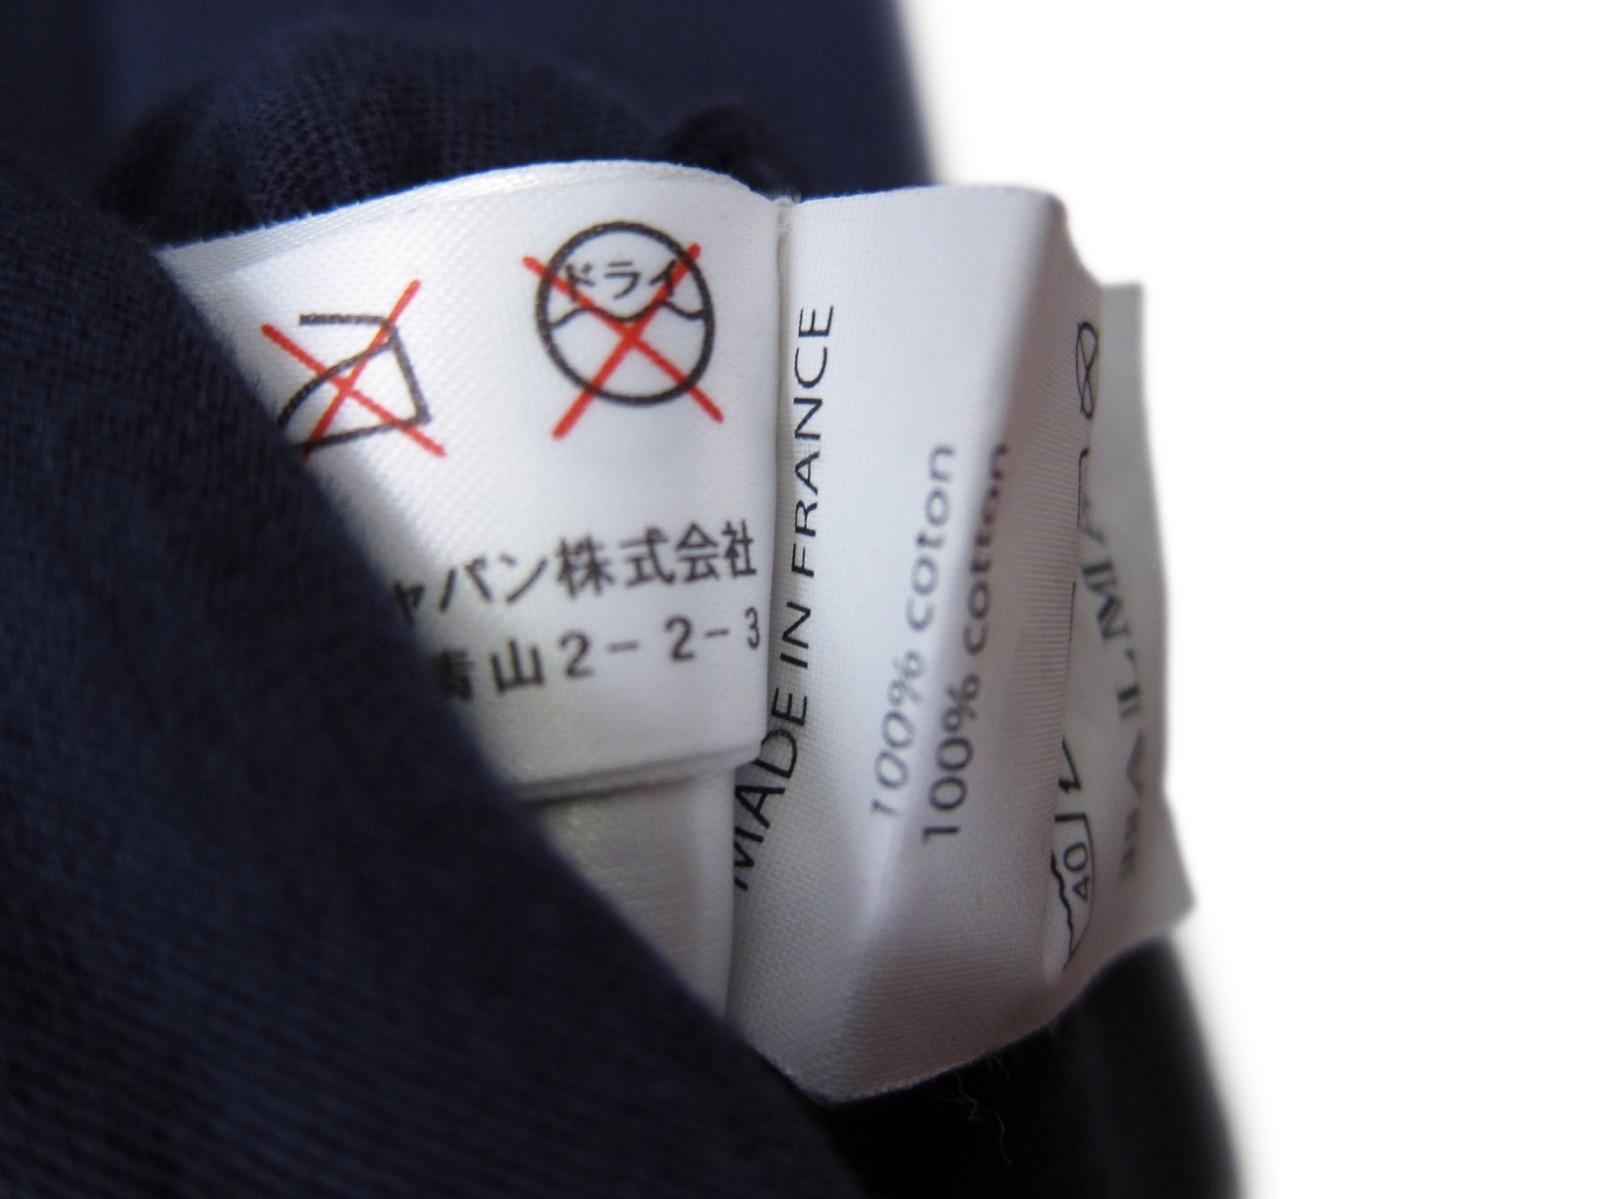 ドライ
ャパン株式会社
青山2-2-3
MADE IN FRANCE
100% coton
100% cotton
40